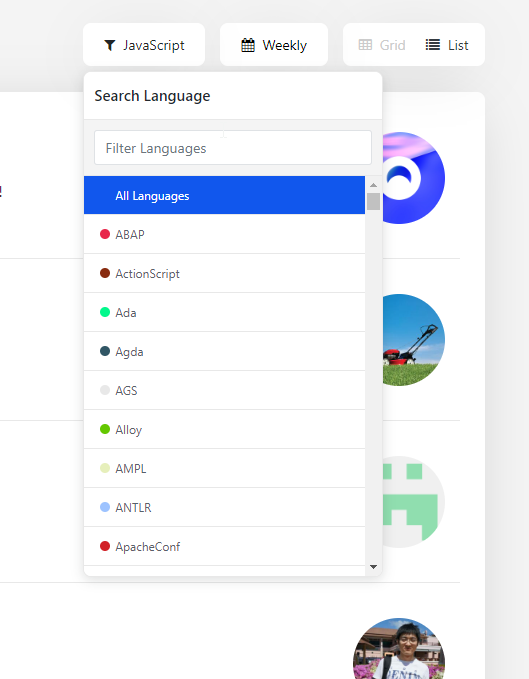 JavaScript Weekly Grid List
Search Language
Filter Languages
All Languages
ABAP
ActionScript
Ada
Agda
AGS
Alloy
AMPL
ANTLR
ApacheConf
!
DENIM